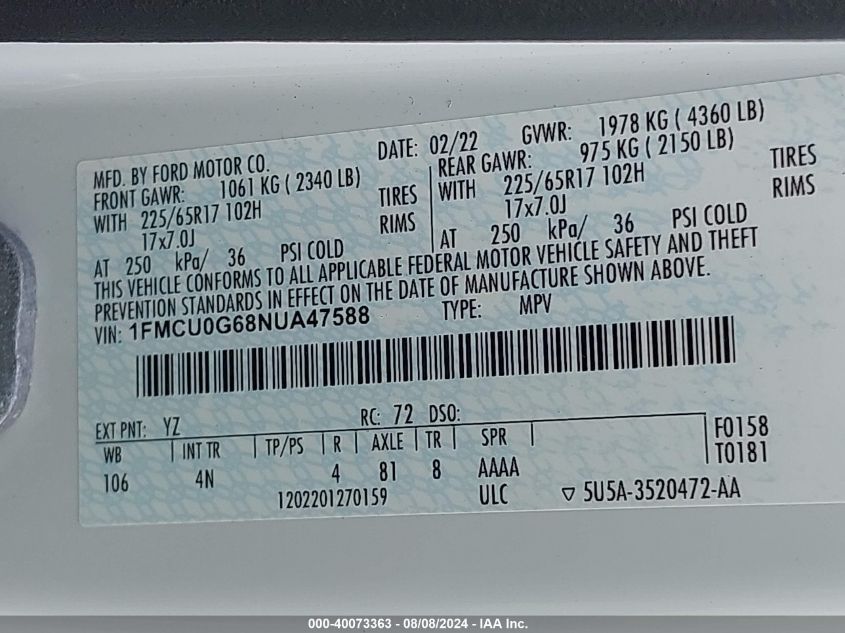 MFD. BY FORD MOTOR CO. DATE: 02/22 GVWR: 1978 KG ( 4360 LB)
FRONT GAWR: 1061 KG ( 2340 LB) REAR GAWR: 975 KG ( 2150 LB)
WITH 225/65R17 102H TIRES WITH 225/65R17 102H TIRES
17x7.0J RIMS 17x7.0J RIMS
AT 250 kPa/ 36 PSI COLD AT 250 kPa/ 36 PSI COLD
THIS VEHICLE CONFORMS TO ALL APPLICABLE FEDERAL MOTOR VEHICLE SAFETY AND THEFT
PREVENTION STANDARDS IN EFFECT ON THE DATE OF MANUFACTURE SHOWN ABOVE.
VIN: 1FMCU0G68NUA47588 TYPE: MPV
EXT PNT: YZ RC: 72 DSO: F0158
WB INT TR TP/PS R AXLE TR SPR T0181
106 4N 4 81 8 AAAA
1202201270159 ULC ▽ 5U5A-3520472-AA
000-40073363 - 08/08/2024 - IAA Inc.